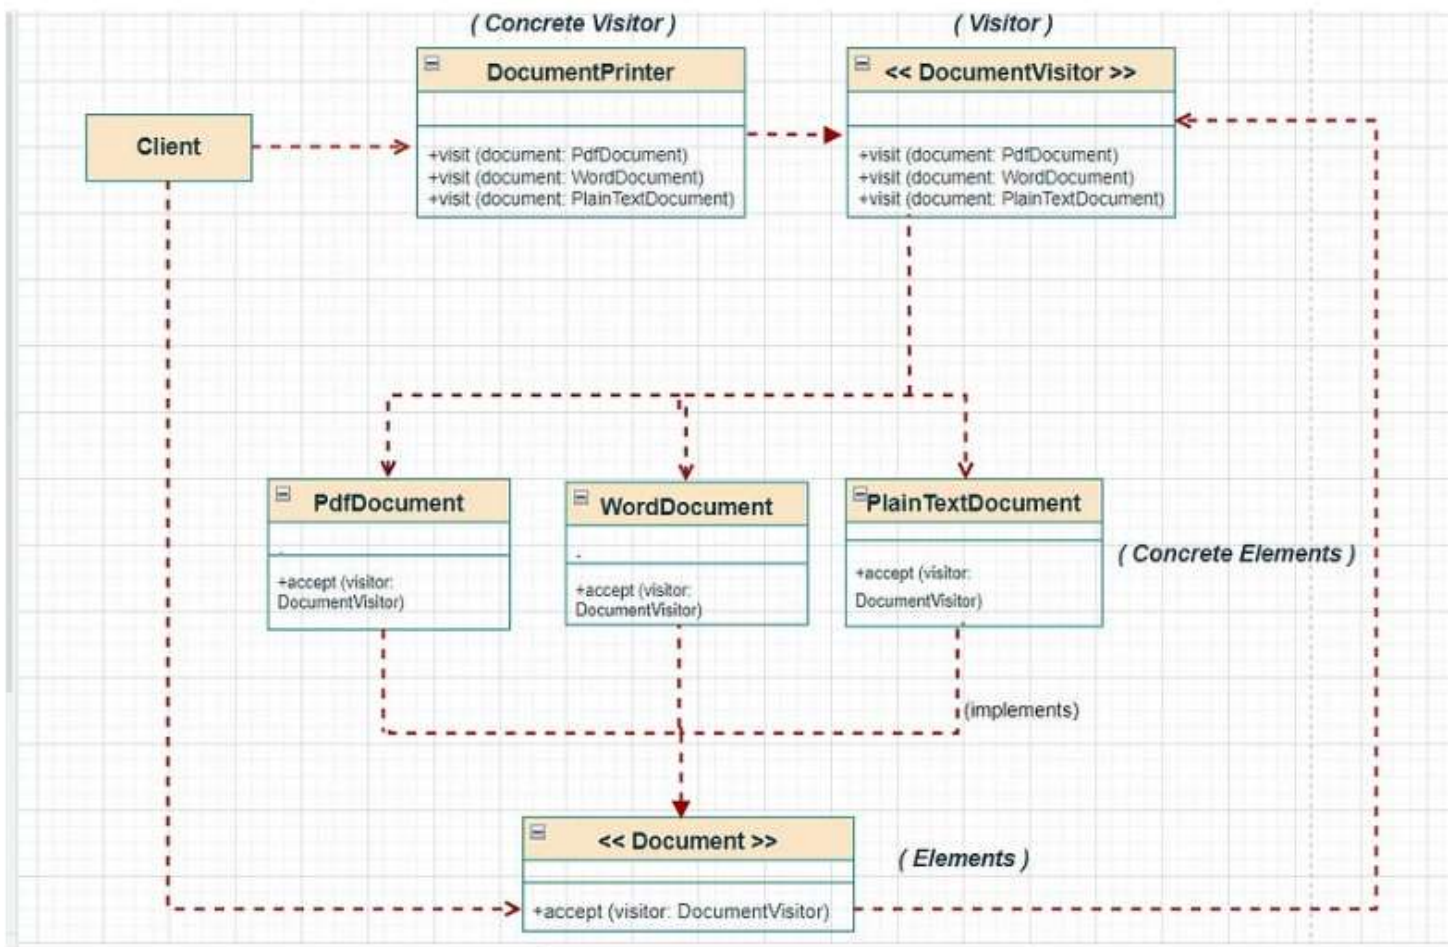 ( Concrete Visitor )
( Visitor )
DocumentPrinter
<< DocumentVisitor >>
Client
+visit (document: PdfDocument)
+visit (document: WordDocument)
+visit (document: PlainTextDocument)
+visit (document: PdfDocument)
+visit (document: WordDocument)
+visit (document: PlainTextDocument)
PdfDocument
WordDocument
PlainTextDocument
( Concrete Elements )
+accept (visitor:
DocumentVisitor)
+accept (visitor:
DocumentVisitor)
+accept (visitor:
DocumentVisitor)
(implements)
<< Document >>
( Elements )
+accept (visitor: DocumentVisitor)